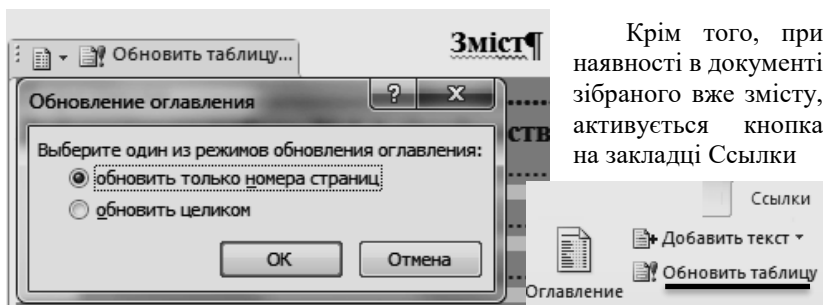 Обновить таблицу...
Зміст¶
Обновление оглавления
? X
Выберите один из режимов обновления оглавления:
обновить только номера страниц
обновить целиком
ОК
Отмена
ств
Крім того, при
наявності в документі
зібраного вже змісту,
активується кнопка
на закладці Ссылки
Ссылки
Добавить текст
Обновить таблицу
Оглавление